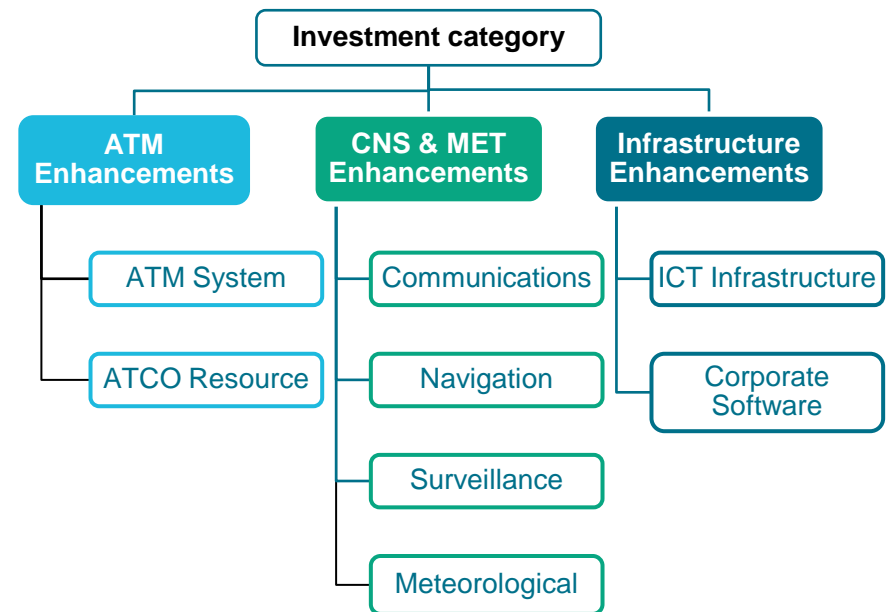 Investment category
ATM
Enhancements
CNS & MET
Enhancements
Infrastructure
Enhancements
ATM System
ATCO Resource
Communications
Navigation
Surveillance
Meteorological
ICT Infrastructure
Corporate
Software